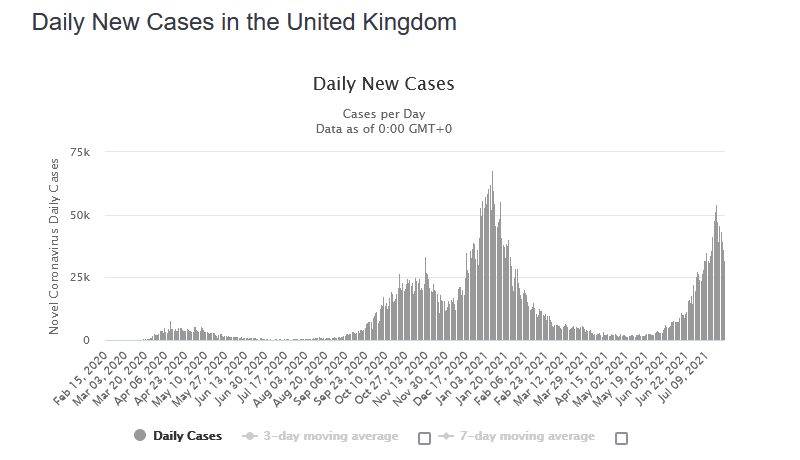 Daily New Cases in the United Kingdom
Daily New Cases
Cases per Day
Data as of 0:00 GMT+0
Novel Coronavirus Daily Cases
75k
50k
25k
0
Feb 15, 2020
Mar 03, 2020
Mar 20, 2020
Apr 06, 2020
Apr 23, 2020
May 10, 2020
May 27, 2020
Jun 13, 2020
Jun 30, 2020
Jul 17, 2020
Aug 03, 2020
Aug 20, 2020
Sep 06, 2020
Sep 23, 2020
Oct 10, 2020
Oct 27, 2020
Nov 13, 2020
Nov 30, 2020
Dec 17, 2020
Jan 03, 2021
Jan 20, 2021
Feb 06, 2021
Feb 23, 2021
Mar 12, 2021
Mar 29, 2021
Apr 15, 2021
May 02, 2021
May 19, 2021
Jun 05, 2021
Jun 22, 2021
Jul 09, 2021
Daily Cases
3-day moving average
7-day moving average